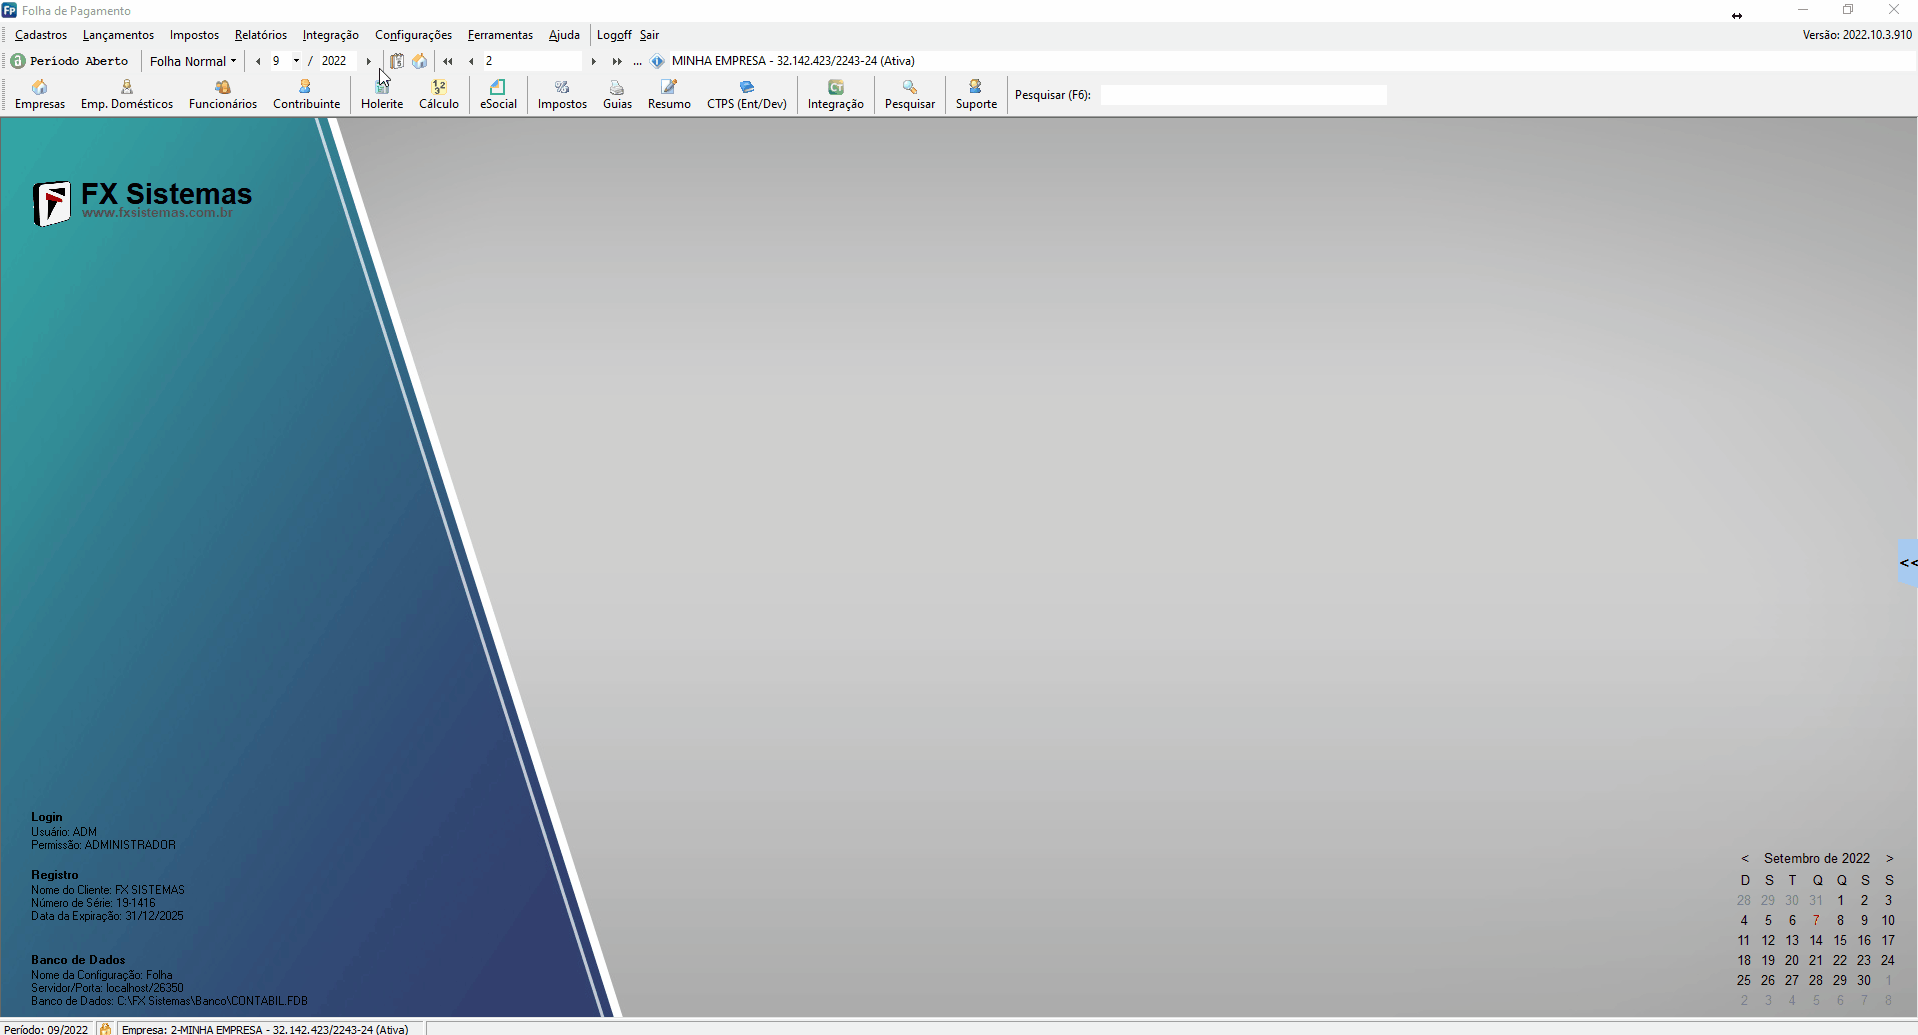 Folha de Pagamento
Cadastros Lançamentos Impostos Relatórios Integração Configurações Ferramentas Ajuda Logoff Sair Versão: 2022.10.3.910
Período Aberto Folha Normal 9 / 2022 2 ... MINHA EMPRESA - 32.142.423/2243-24 (Ativa)
Empresas Emp. Domésticos Funcionários Contribuinte Holerite Cálculo eSocial Impostos Guias Resumo CTPS (Ent/Dev) Integração Pesquisar Suporte Pesquisar (F6):
FX Sistemas
www.fxsistemas.com.br
<<
Login
Usuário: ADM
Permissão: ADMINISTRADOR
Registro
Nome do Cliente: FX SISTEMAS
Número de Série: 19-1416
Data da Expiração: 31/12/2025
Banco de Dados
Nome da Configuração: Folha
Servidor/Porta: localhost/26350
Banco de Dados: C:\FX Sistemas\Banco\CONTABIL.FDB
< Setembro de 2022 >
D S T Q Q S S
28 29 30 31 1 2 3
4 5 6 7 8 9 10
11 12 13 14 15 16 17
18 19 20 21 22 23 24
25 26 27 28 29 30 1
2 3 4 5 6 7 8
Período: 09/2022 Empresa: 2-MINHA EMPRESA - 32.142.423/2243-24 (Ativa)